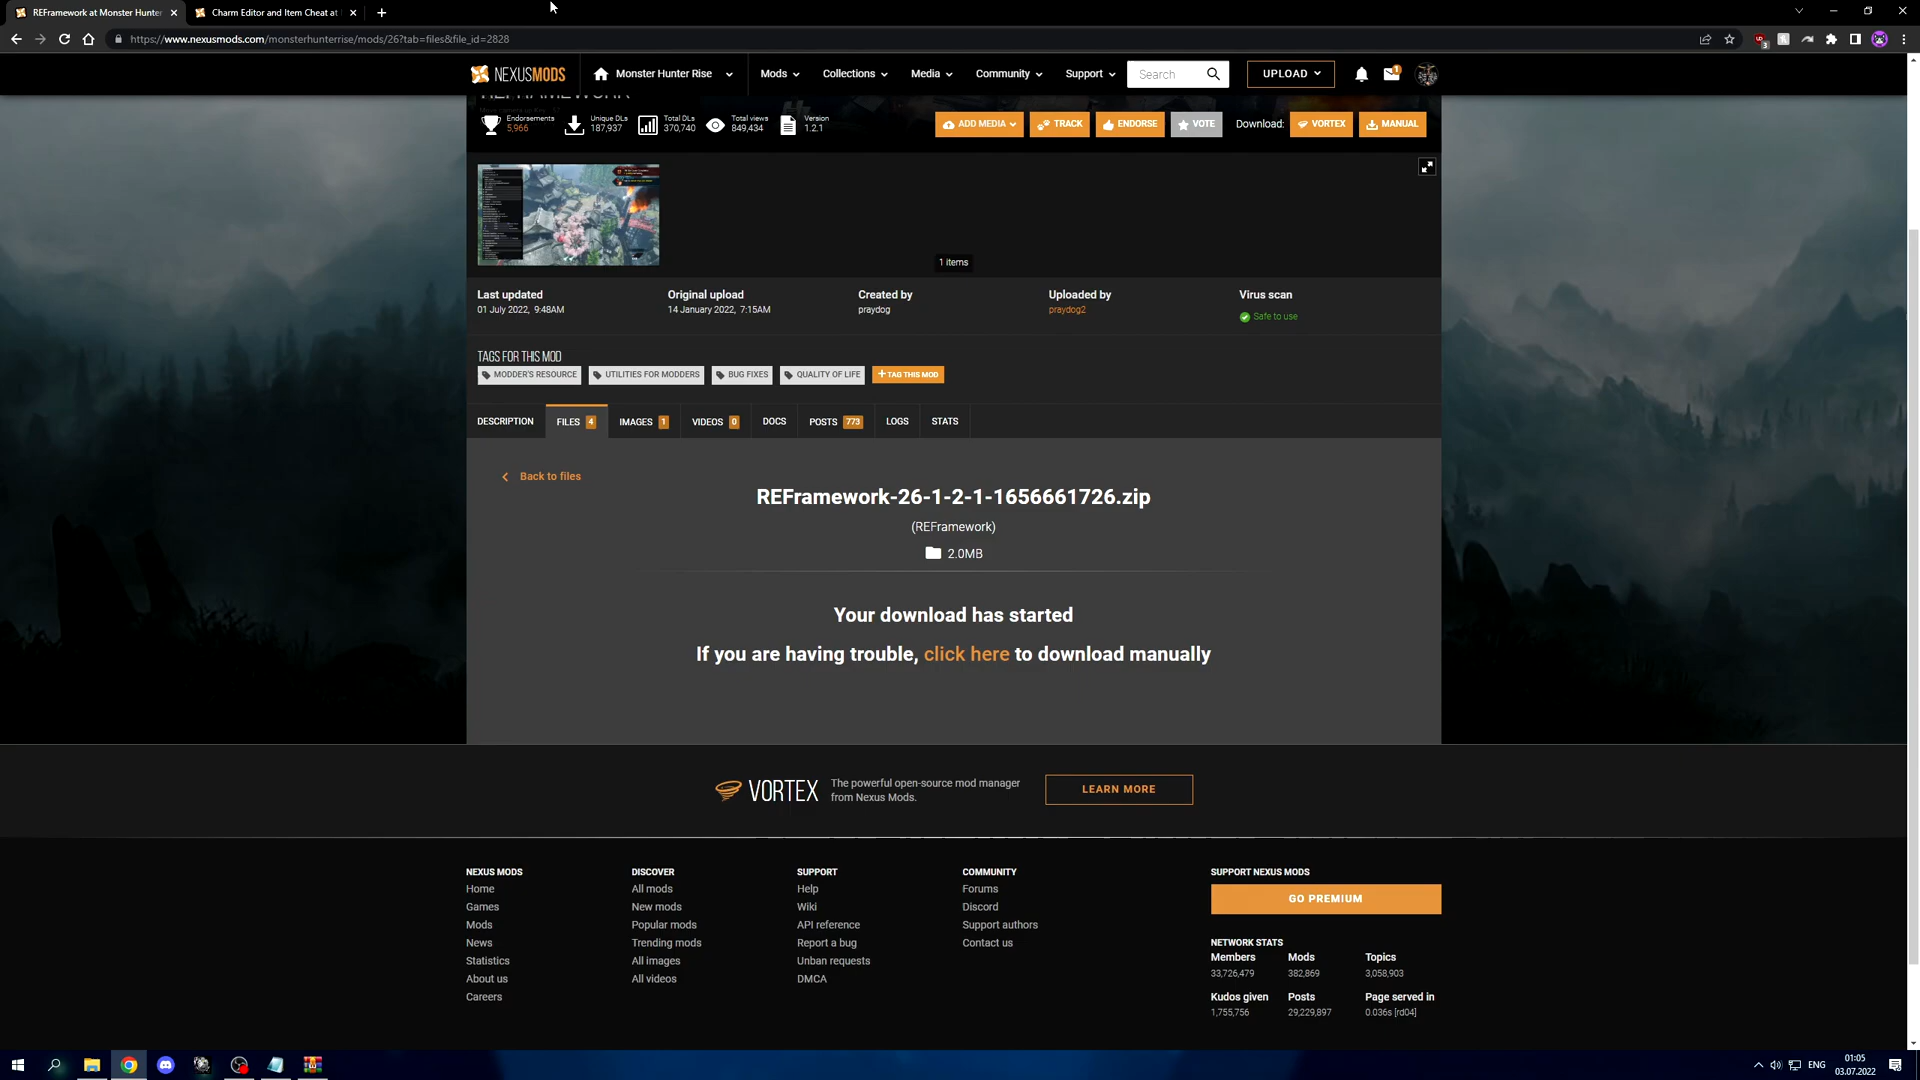 REFramework at Monster Hunter
Charm Editor and Item Cheat at
https://www.nexusmods.com/monsterhunterrise/mods/26?tab=files&file_id=2828
3
NEXUSMODS
Monster Hunter Rise
Mods
Collections
Media
Community
Support
Search
UPLOAD
1
REFRAMEWORK
Endorsements
5,966
Unique DLs
187,937
Total DLs
370,740
Total views
849,434
Version
1.2.1
ADD MEDIA
TRACK
ENDORSE
VOTE
Download:
VORTEX
MANUAL
1 items
Last updated
01 July 2022, 9:48AM
Original upload
14 January 2022, 7:15AM
Created by
praydog
Uploaded by
praydog2
Virus scan
Safe to use
TAGS FOR THIS MOD
MODDER'S RESOURCE
UTILITIES FOR MODDERS
BUG FIXES
QUALITY OF LIFE
+ TAG THIS MOD
DESCRIPTION
FILES 4
IMAGES 1
VIDEOS 0
DOCS
POSTS 773
LOGS
STATS
Back to files
REFramework-26-1-2-1-1656661726.zip
(REFramework)
2.0MB
Your download has started
If you are having trouble, click here to download manually
VORTEX
The powerful open-source mod manager
from Nexus Mods.
LEARN MORE
NEXUS MODS
Home
Games
Mods
News
Statistics
About us
Careers
DISCOVER
All mods
New mods
Popular mods
Trending mods
All images
All videos
SUPPORT
Help
Wiki
API reference
Report a bug
Unban requests
DMCA
COMMUNITY
Forums
Discord
Support authors
Contact us
SUPPORT NEXUS MODS
GO PREMIUM
NETWORK STATS
Members
33,726,479
Mods
382,869
Topics
3,058,903
Kudos given
1,755,756
Posts
29,229,897
Page served in
0.036s [rd04]
ENG
01:05
03.07.2022